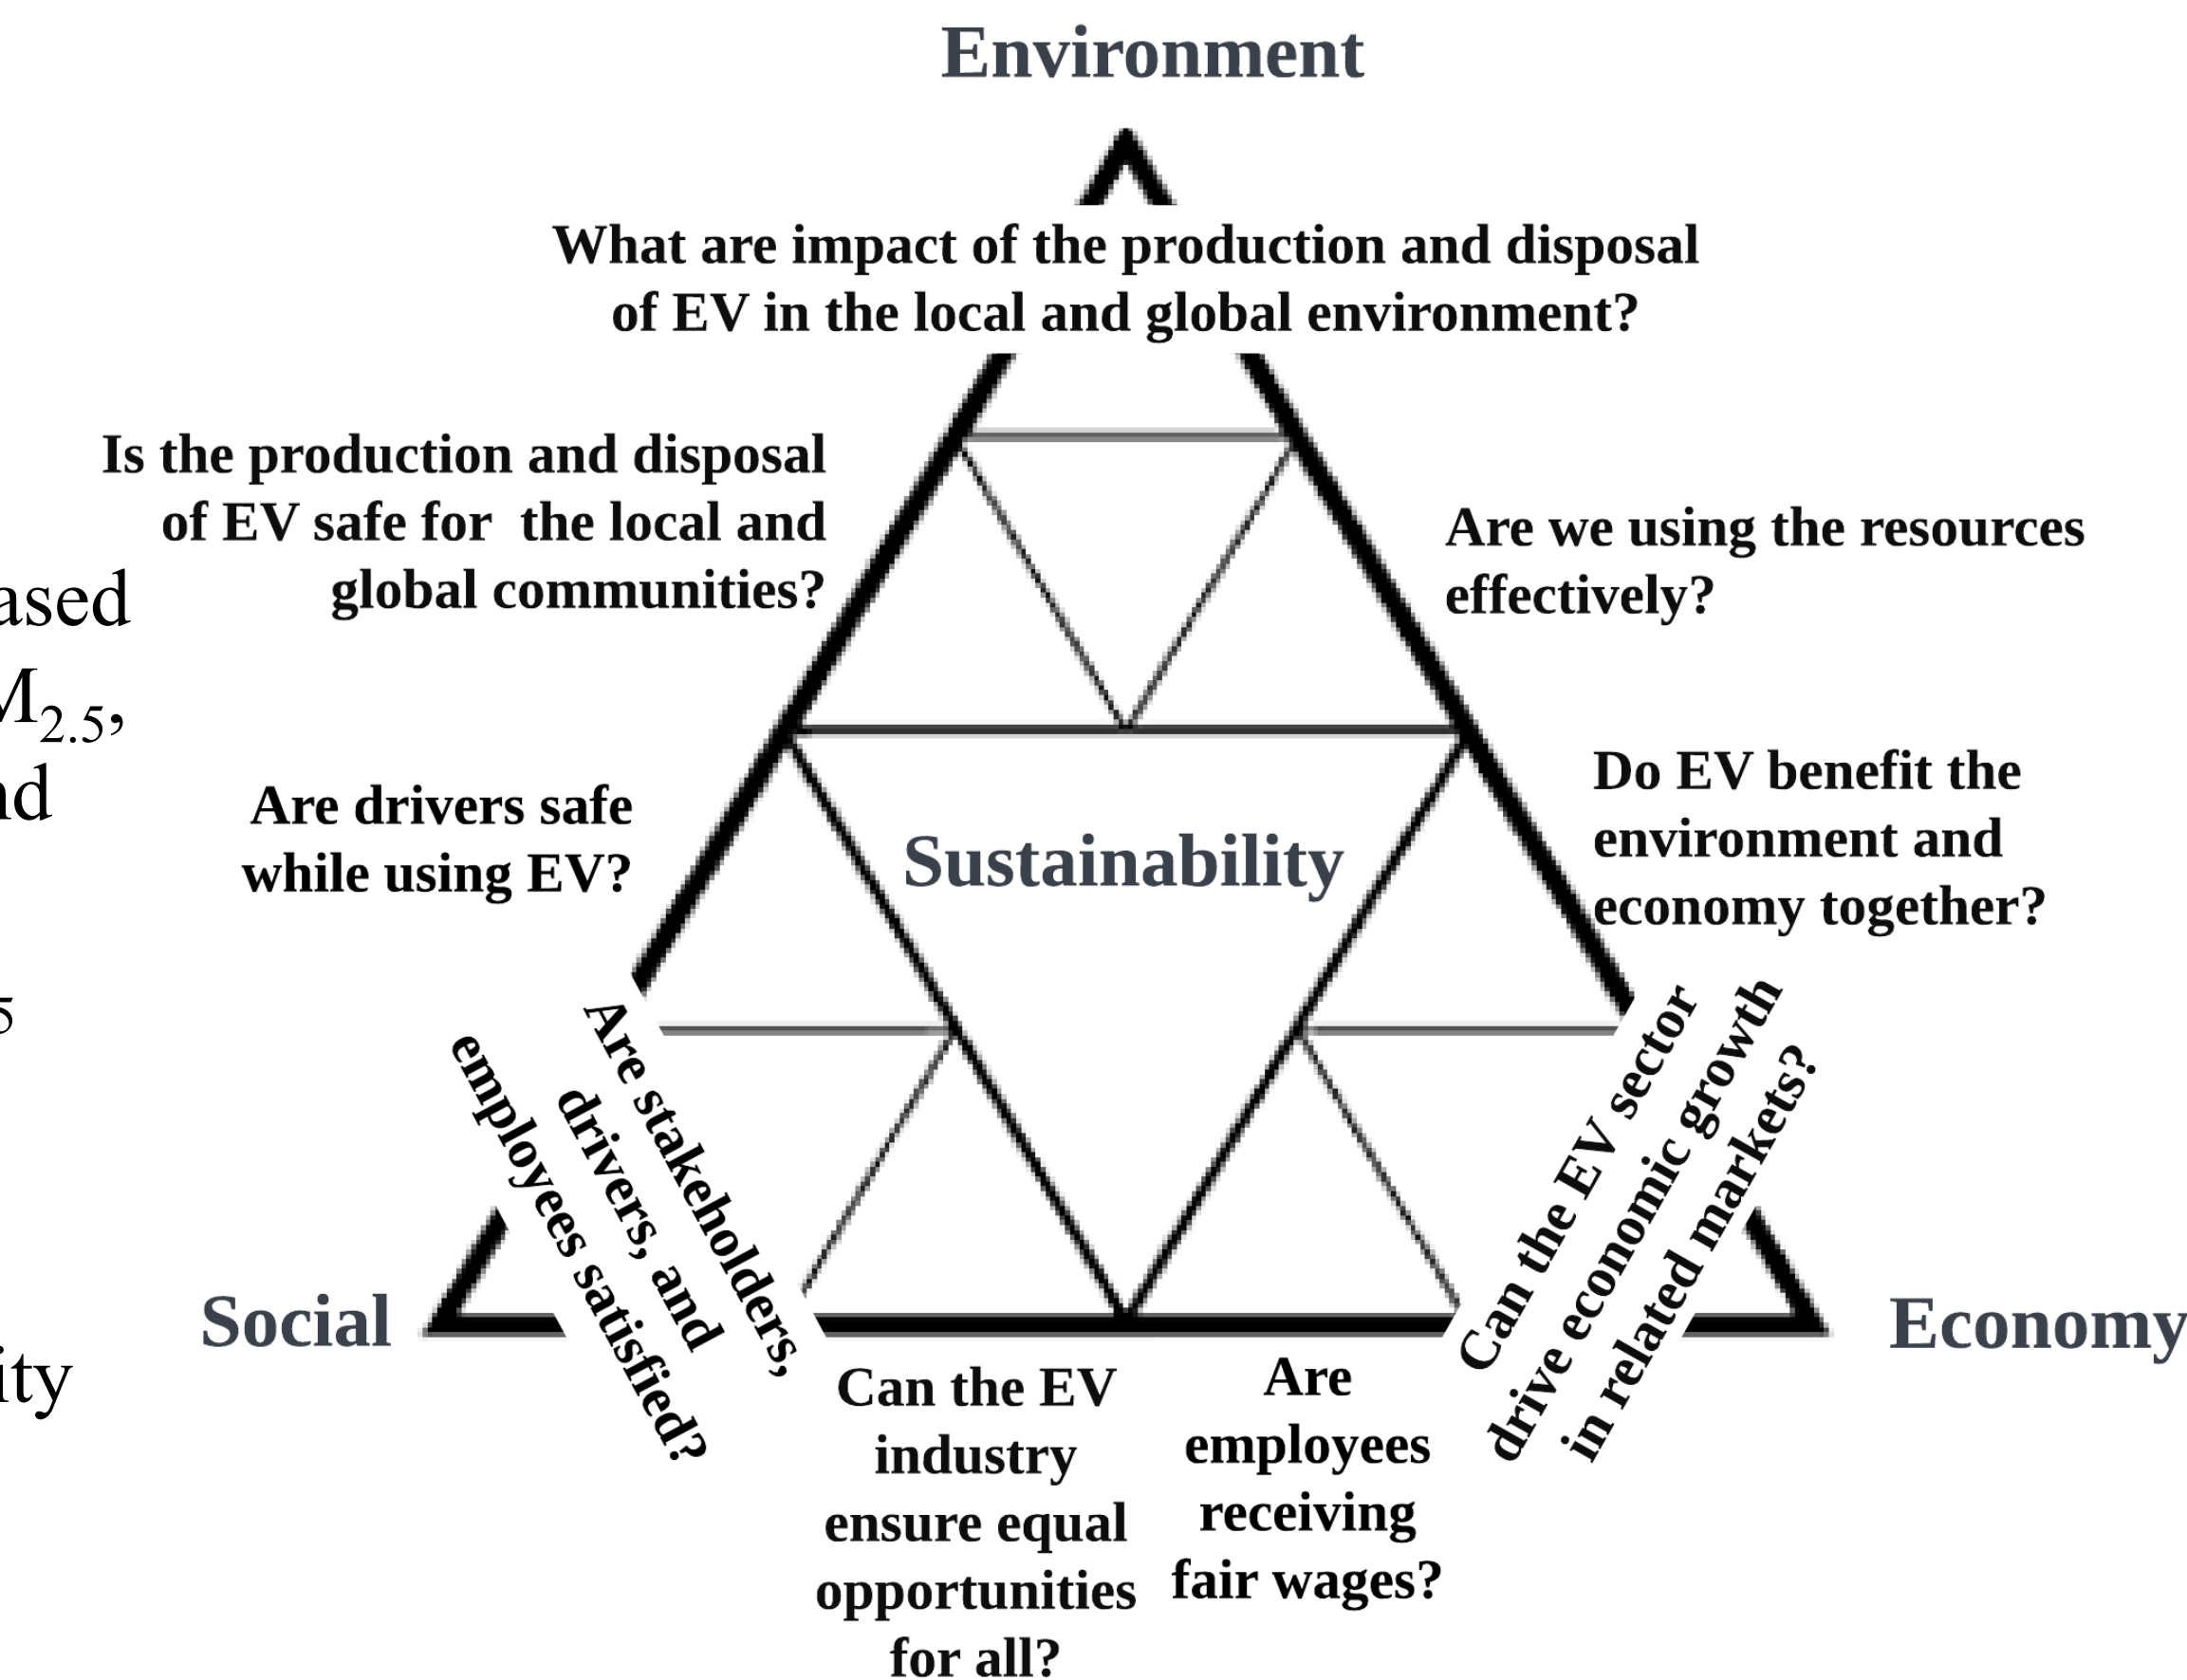 Environment
What are impact of the production and disposal
of EV in the local and global environment?
Is the production and disposal
of EV safe for the local and
global communities?
Are we using the resources
effectively?
Are drivers safe
while using EV?
Do EV benefit the
environment and
economy together?
Sustainability
Are stakeholders,
drivers, and
employees satisfied?
Can the EV sector
drive economic growth
in related markets?
Social
Economy
Can the EV
industry
ensure equal
opportunities
for all?
Are
employees
receiving
fair wages?
ased
M2.5,
nd
5
ity